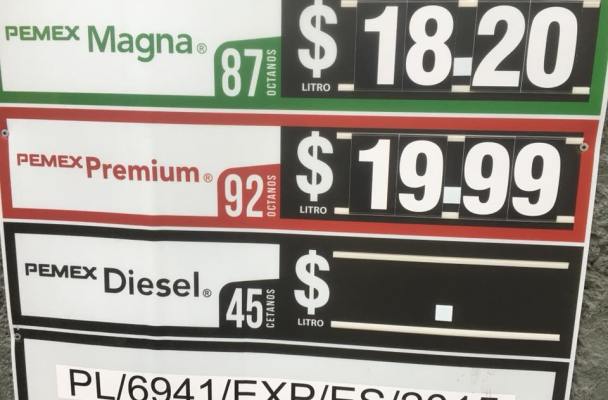 PEMEX Magna® 87 OCTANOS $ LITRO 18.20
PEMEX Premium® 92 OCTANOS $ LITRO 19.99
PEMEX Diesel® 45 CETANOS $ LITRO .
PL/6941/EXP/ES/2015